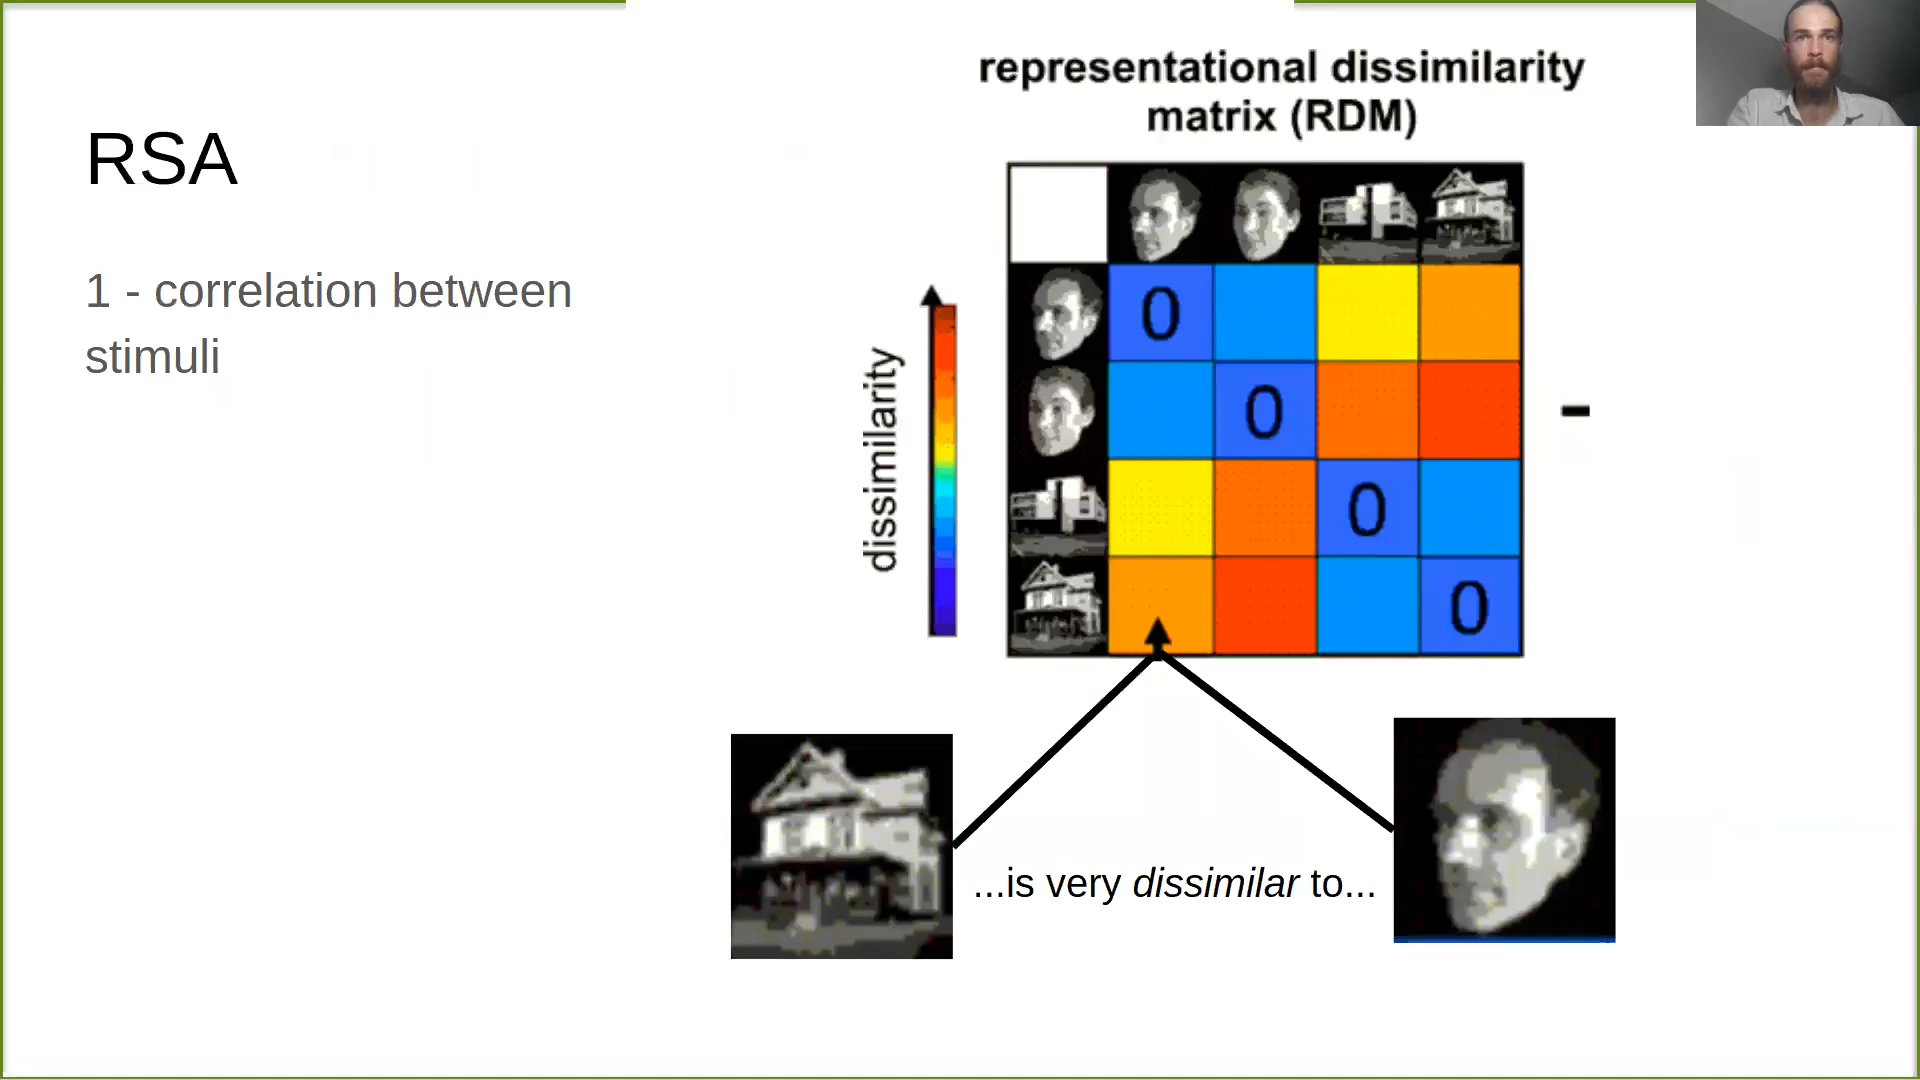 RSA
1 - correlation between
stimuli
representational dissimilarity
matrix (RDM)
dissimilarity
0
0
0
0
-
...is very dissimilar to...